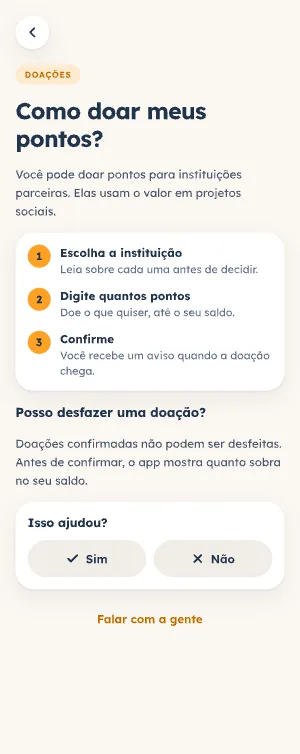 DOAÇÕES
Como doar meus
pontos?
Você pode doar pontos para instituições
parceiras. Elas usam o valor em projetos
sociais.
1 Escolha a instituição
Leia sobre cada uma antes de decidir.
2 Digite quantos pontos
Doe o que quiser, até o seu saldo.
3 Confirme
Você recebe um aviso quando a doação
chega.
Posso desfazer uma doação?
Doações confirmadas não podem ser desfeitas.
Antes de confirmar, o app mostra quanto sobra
no seu saldo.
Isso ajudou?
Sim Não
Falar com a gente